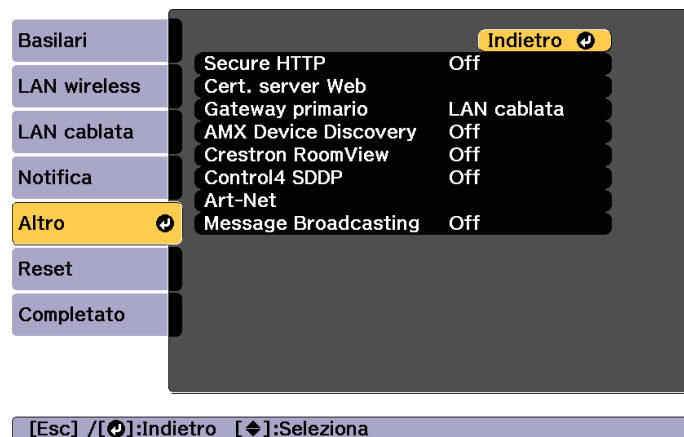 Basilari
LAN wireless
LAN cablata
Notifica
Altro
Reset
Completato
Indietro
Secure HTTP Off
Cert. server Web
Gateway primario LAN cablata
AMX Device Discovery Off
Crestron RoomView Off
Control4 SDDP Off
Art-Net
Message Broadcasting Off
[Esc] /[⏎]:Indietro [◆]:Seleziona